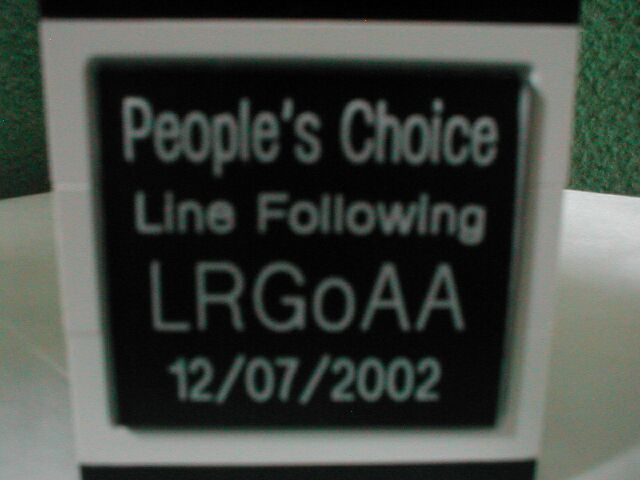 People's Choice
Line Following
LRGoAA
12/07/2002